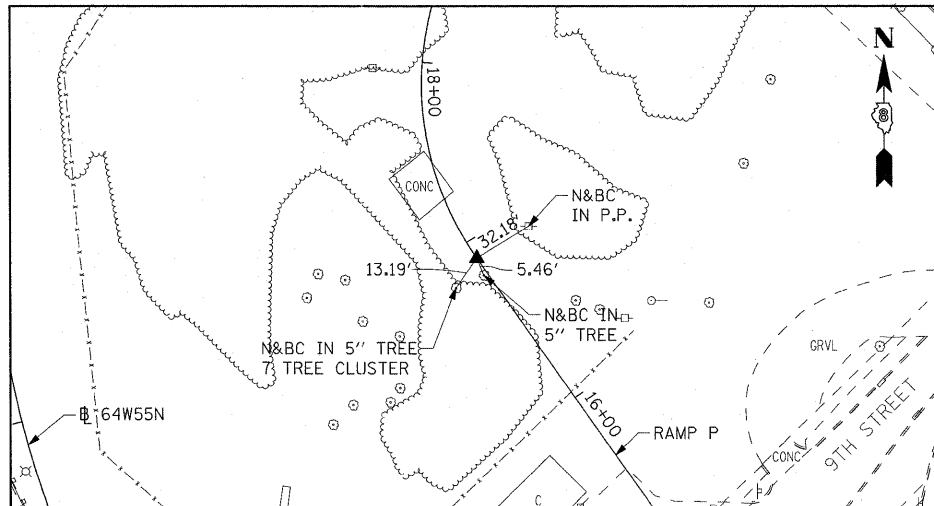 N
18+00
CONC
N&BC
IN P.P.
32.18'
13.19'
5.46'
N&BC IN
5" TREE
N&BC IN 5" TREE
7 TREE CLUSTER
GRVL
16+00
RAMP P
9TH STREET
CONC
BL 64W55N
C